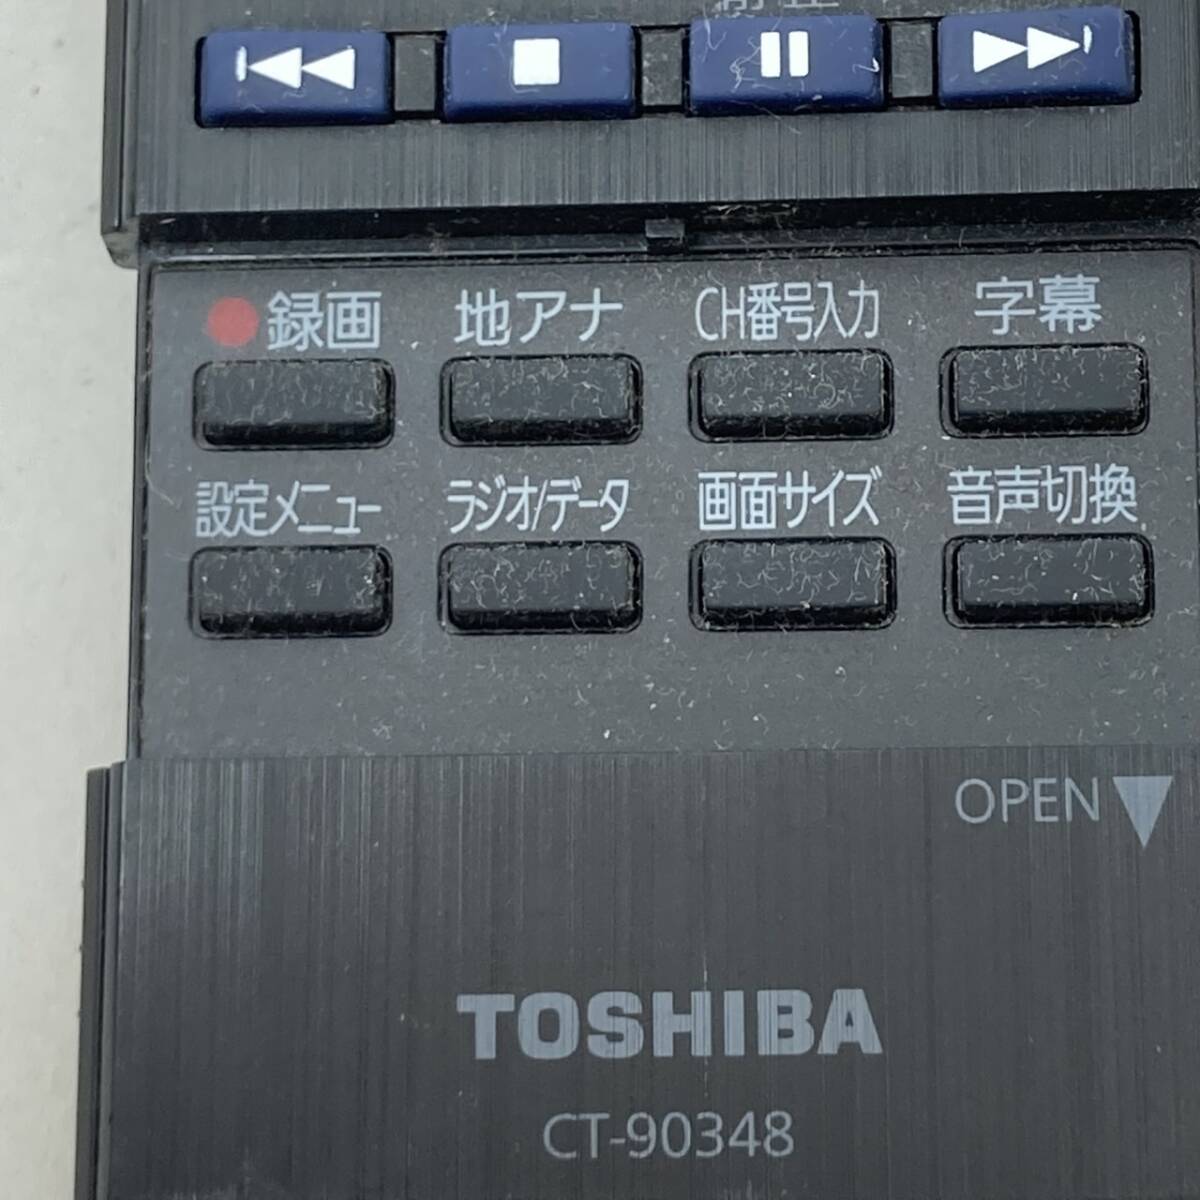 録画 地アナ CH番号入力 字幕
設定メニュー ラジオ/データ 画面サイズ 音声切換
OPEN
TOSHIBA
CT-90348